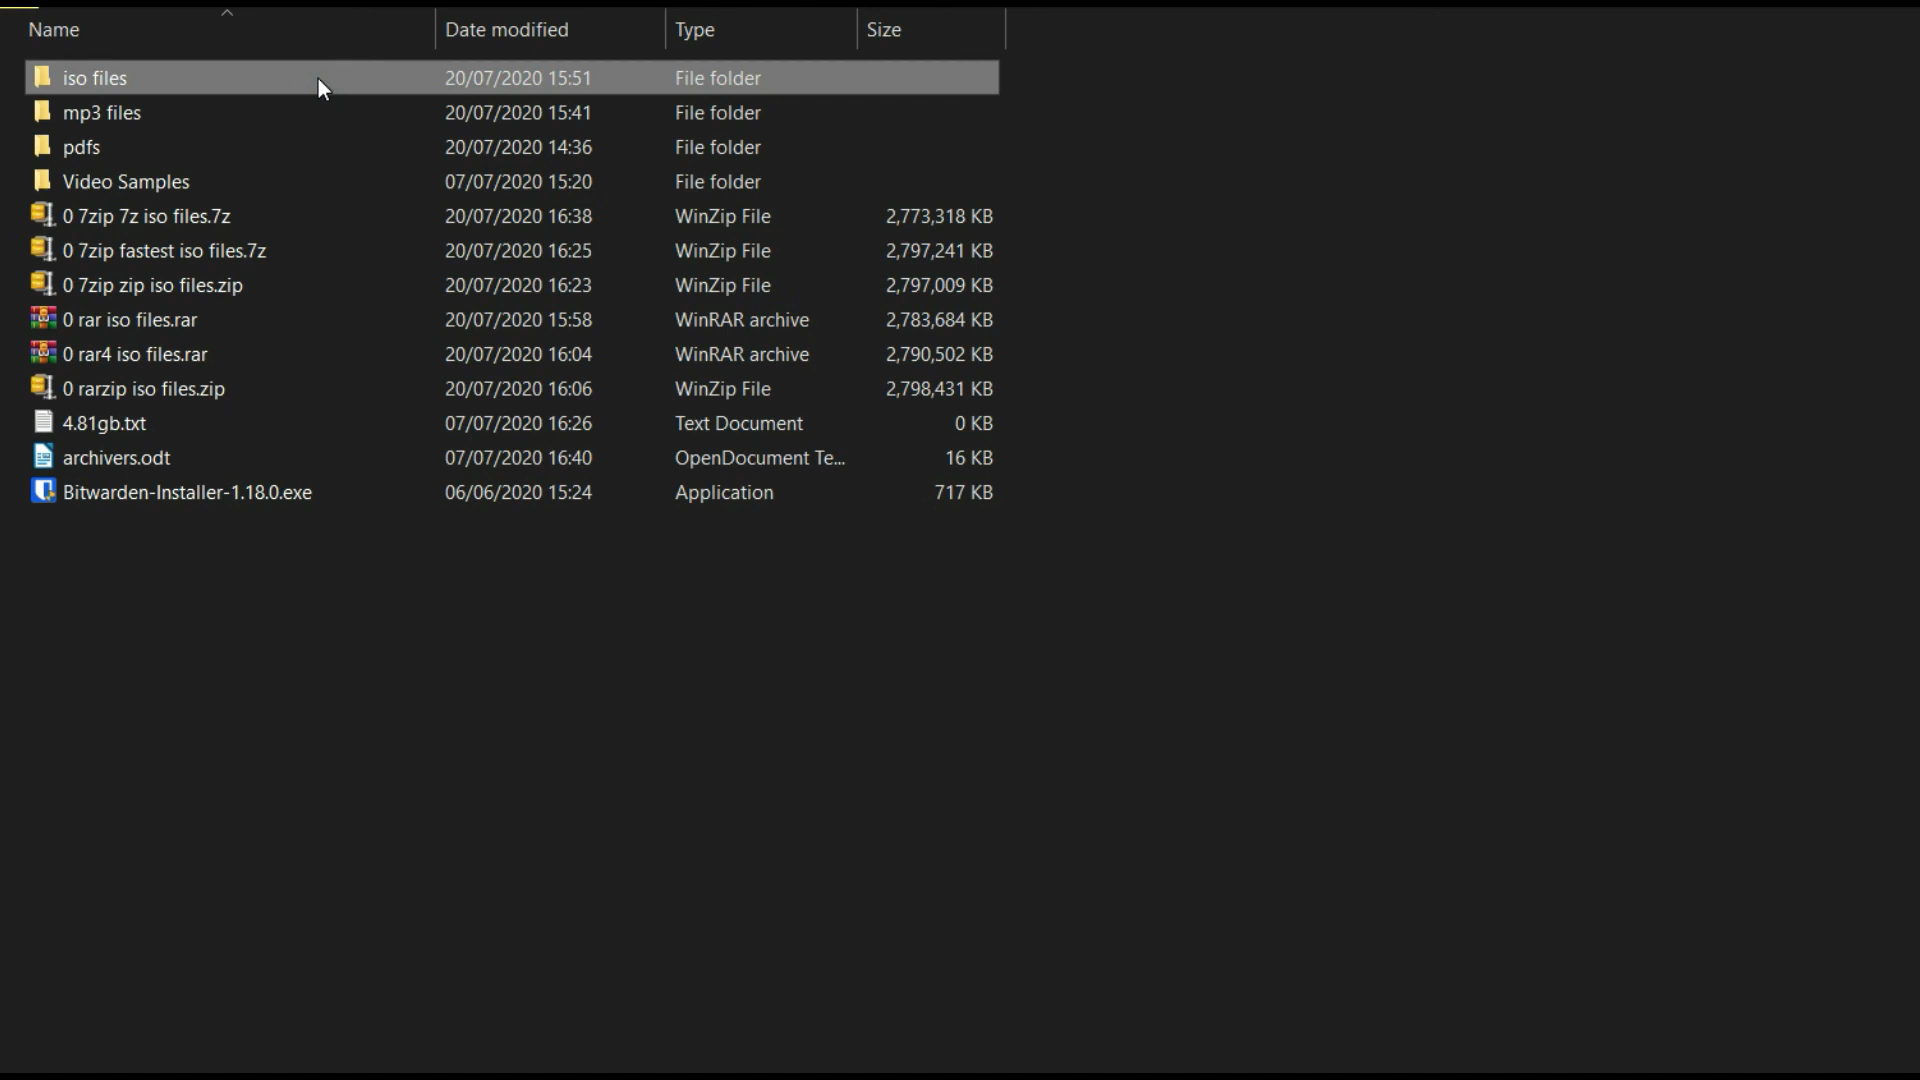 Name Date modified Type Size
iso files 20/07/2020 15:51 File folder
mp3 files 20/07/2020 15:41 File folder
pdfs 20/07/2020 14:36 File folder
Video Samples 07/07/2020 15:20 File folder
0 7zip 7z iso files.7z 20/07/2020 16:38 WinZip File 2,773,318 KB
0 7zip fastest iso files.7z 20/07/2020 16:25 WinZip File 2,797,241 KB
0 7zip zip iso files.zip 20/07/2020 16:23 WinZip File 2,797,009 KB
0 rar iso files.rar 20/07/2020 15:58 WinRAR archive 2,783,684 KB
0 rar4 iso files.rar 20/07/2020 16:04 WinRAR archive 2,790,502 KB
0 rarzip iso files.zip 20/07/2020 16:06 WinZip File 2,798,431 KB
4.81gb.txt 07/07/2020 16:26 Text Document 0 KB
archivers.odt 07/07/2020 16:40 OpenDocument Te... 16 KB
Bitwarden-Installer-1.18.0.exe 06/06/2020 15:24 Application 717 KB